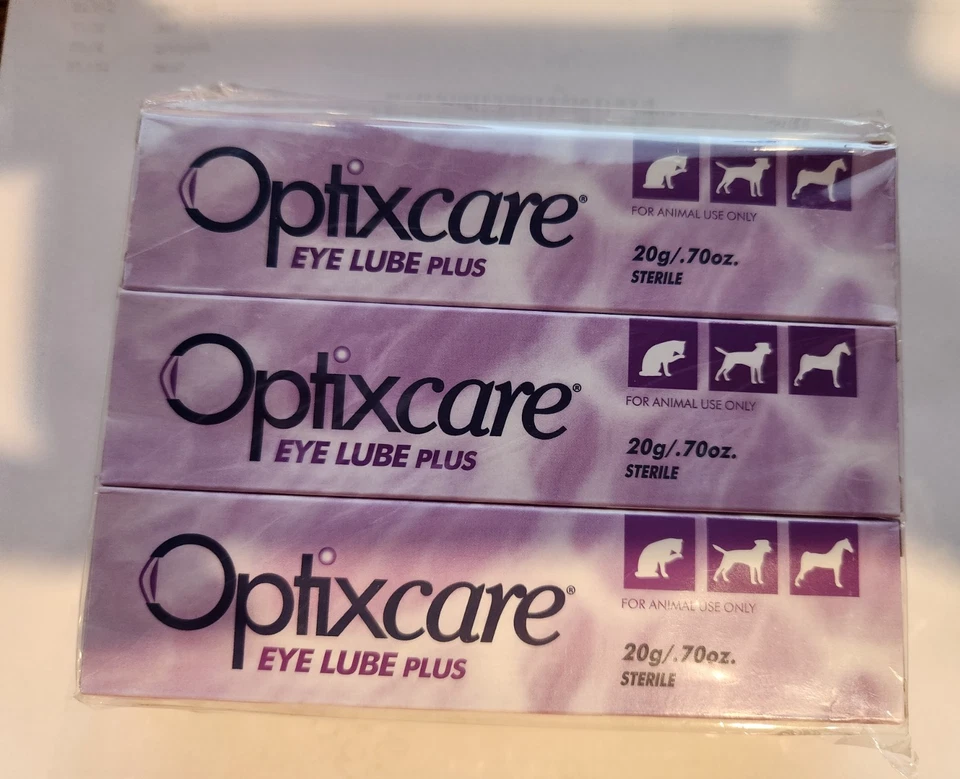 Optixcare®
EYE LUBE PLUS
FOR ANIMAL USE ONLY
20g/.70oz.
STERILE
Optixcare®
EYE LUBE PLUS
FOR ANIMAL USE ONLY
20g/.70oz.
STERILE
Optixcare®
EYE LUBE PLUS
FOR ANIMAL USE ONLY
20g/.70oz.
STERILE